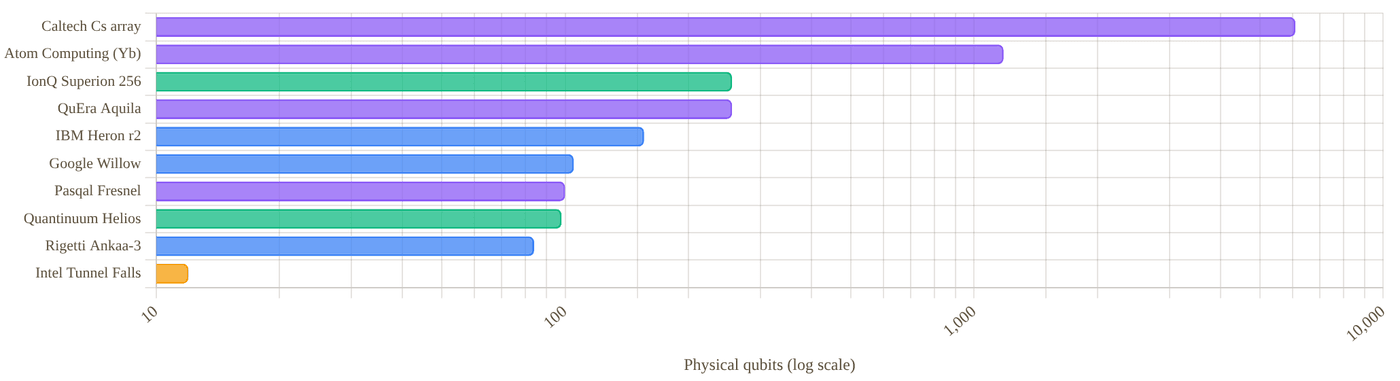 Caltech Cs array
Atom Computing (Yb)
IonQ Superion 256
QuEra Aquila
IBM Heron r2
Google Willow
Pasqal Fresnel
Quantinuum Helios
Rigetti Ankaa-3
Intel Tunnel Falls
10
100
1,000
10,000
Physical qubits (log scale)